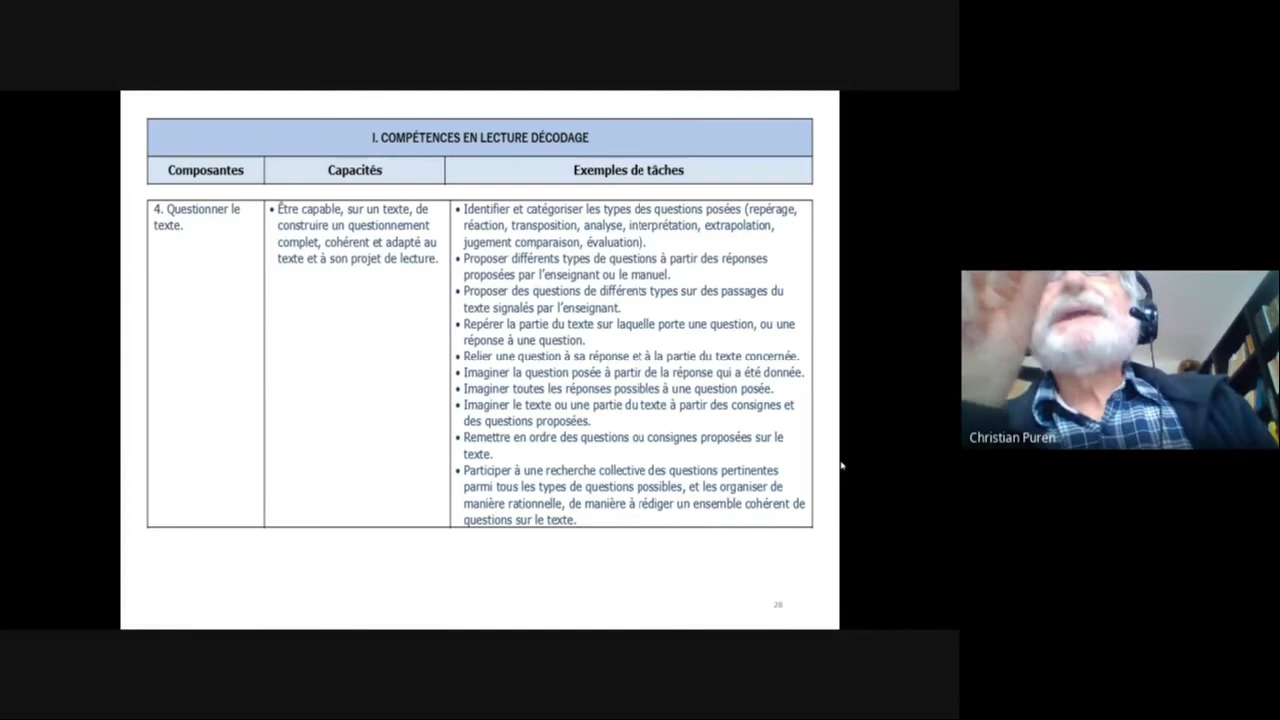 I. COMPÉTENCES EN LECTURE DÉCODAGE
Composantes
Capacités
Exemples de tâches
4. Questionner le
texte.
• Être capable, sur un texte, de
construire un questionnement
complet, cohérent et adapté au
texte et à son projet de lecture.
• Identifier et catégoriser les types des questions posées (repérage,
réaction, transposition, analyse, interprétation, extrapolation,
jugement comparaison, évaluation).
• Proposer différents types de questions à partir des réponses
proposées par l'enseignant ou le manuel.
• Proposer des questions de différents types sur des passages du
texte signalés par l'enseignant.
• Repérer la partie du texte sur laquelle porte une question, ou une
réponse à une question.
• Relier une question à sa réponse et à la partie du texte concernée.
• Imaginer la question posée à partir de la réponse qui a été donnée.
• Imaginer toutes les réponses possibles à une question posée.
• Imaginer le texte ou une partie du texte à partir des consignes et
des questions proposées.
• Remettre en ordre des questions ou consignes proposées sur le
texte.
• Participer à une recherche collective des questions pertinentes
parmi tous les types de questions possibles, et les organiser de
manière rationnelle, de manière à rédiger un ensemble cohérent de
questions sur le texte.
28
Christian Puren